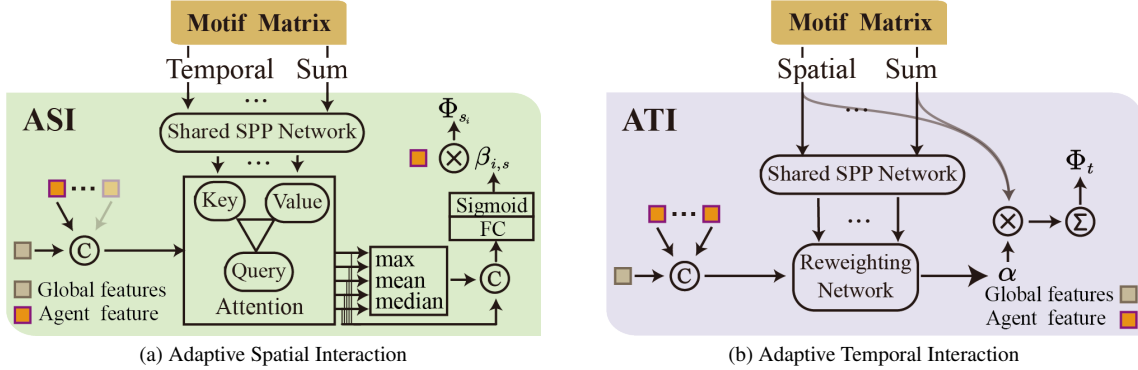 Motif Matrix
Temporal Sum
...
ASI
Shared SPP Network
...
Φ_{s_i}
β_{i,s}
Key
Value
Query
Attention
...
C
max
mean
median
Sigmoid
FC
C
Global features
Agent feature
(a) Adaptive Spatial Interaction
Motif Matrix
Spatial Sum
...
ATI
Shared SPP Network
...
Φ_t
Σ
...
C
Reweighting
Network
α
Global features
Agent feature
(b) Adaptive Temporal Interaction